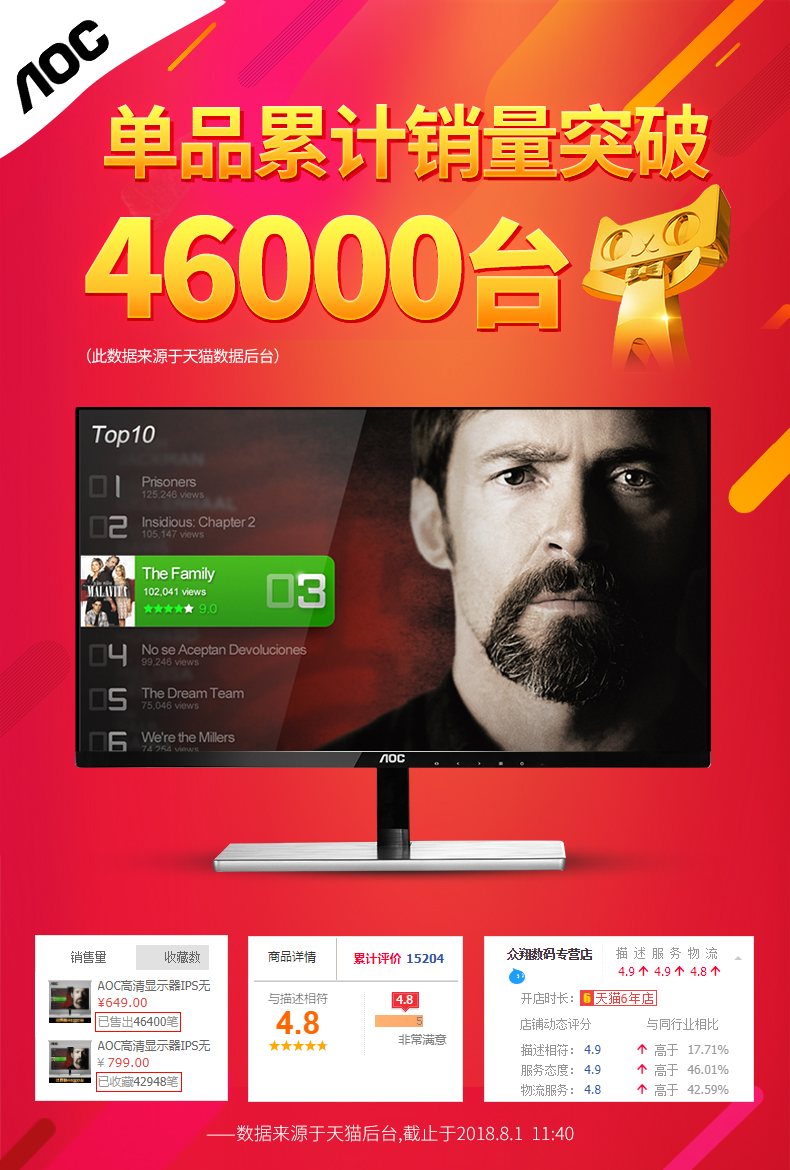 AOC
单品累计销量突破
46000台
(此数据来源于天猫数据后台)
Top10
01 Prisoners
125,246 views
02 Insidious: Chapter 2
105,147 views
MALAVITA
The Family
102,041 views
9.0
03
04 No se Aceptan Devoluciones
99,246 views
05 The Dream Team
75,046 views
06 We're the Millers
74,254 views
AOC
销售量 收藏数
AOC高清显示器IPS无
¥649.00
已售出46400笔
AOC高清显示器IPS无
¥799.00
已收藏42948笔
商品详情 累计评价 15204
与描述相符
4.8
4.8
5
非常满意
众翔数码专营店
描 述 服 务 物 流
4.9 4.9 4.8
开店时长: 6 天猫6年店
店铺动态评分 与同行业相比
描述相符: 4.9 高于 17.71%
服务态度: 4.9 高于 46.01%
物流服务: 4.8 高于 42.59%
——数据来源于天猫后台,截止于2018.8.1 11:40